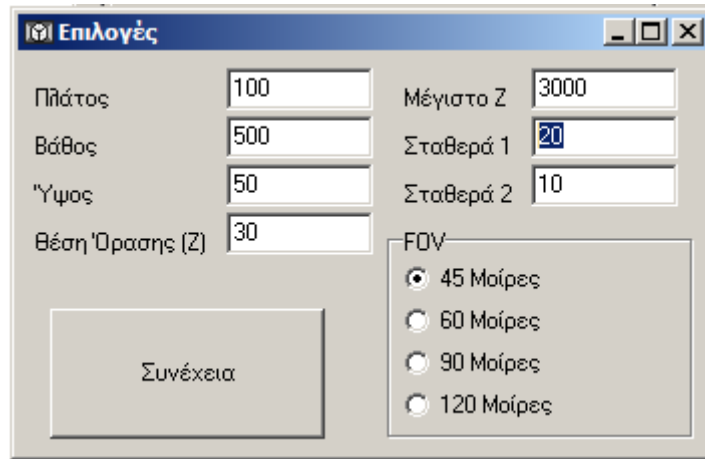 Επιλογές
Πλάτος 100
Βάθος 500
Ύψος 50
Θέση Όρασης (Z) 30
Μέγιστο Z 3000
Σταθερά 1 20
Σταθερά 2 10
FOV
45 Μοίρες
60 Μοίρες
90 Μοίρες
120 Μοίρες
Συνέχεια